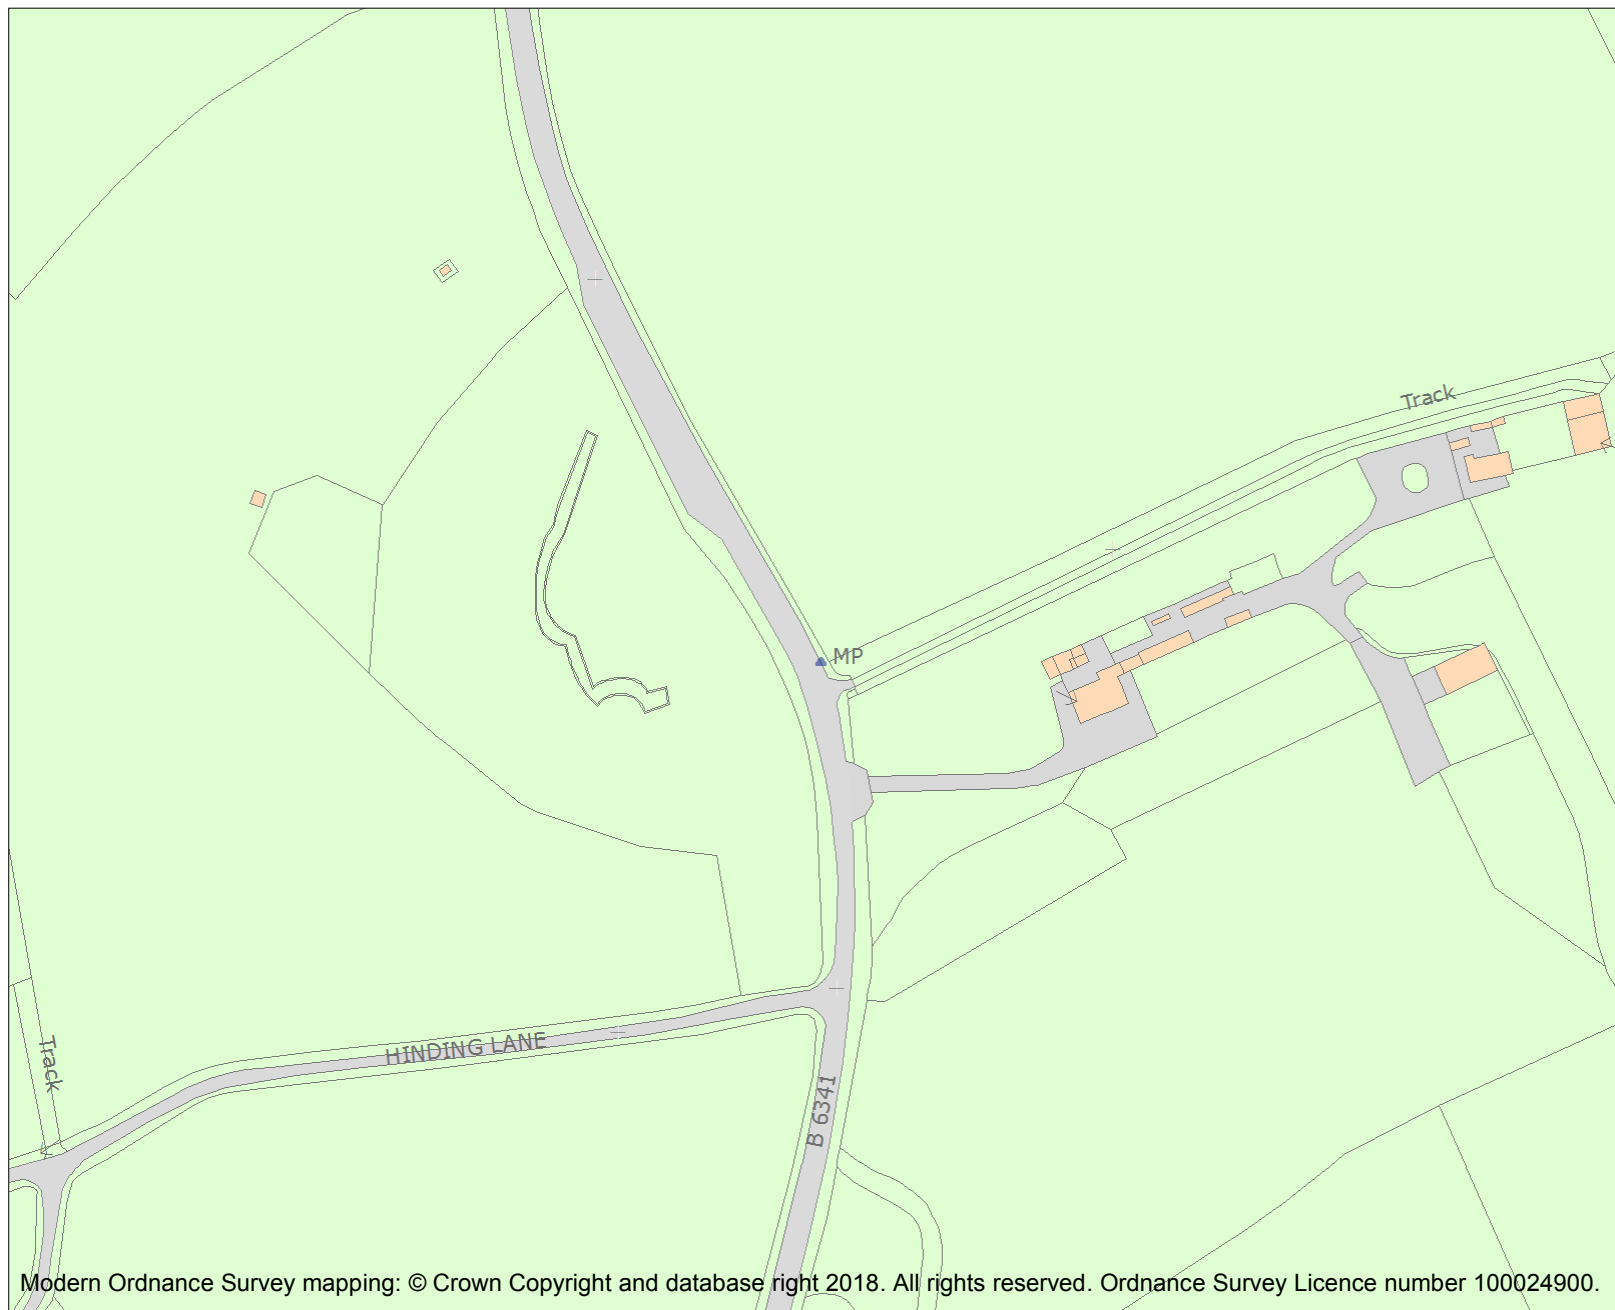 Track
MP
HINDING LANE
Track
B 6341
Modern Ordnance Survey mapping: © Crown Copyright and database right 2018. All rights reserved. Ordnance Survey Licence number 100024900.